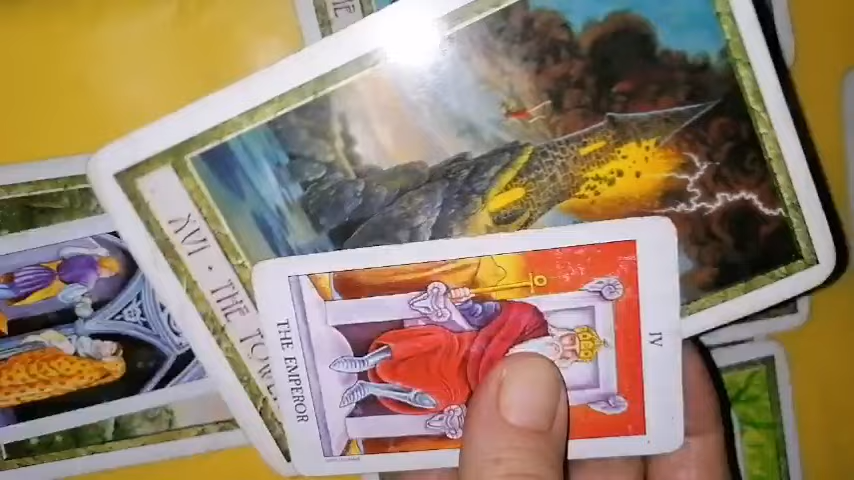 XVI • THE TOWER
THE EMPEROR
IV